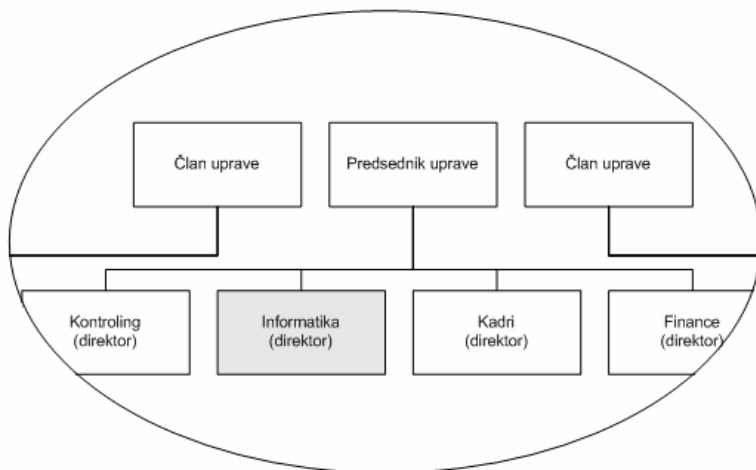 Član uprave
Predsednik uprave
Član uprave
Kontroling
(direktor)
Informatika
(direktor)
Kadri
(direktor)
Finance
(direktor)